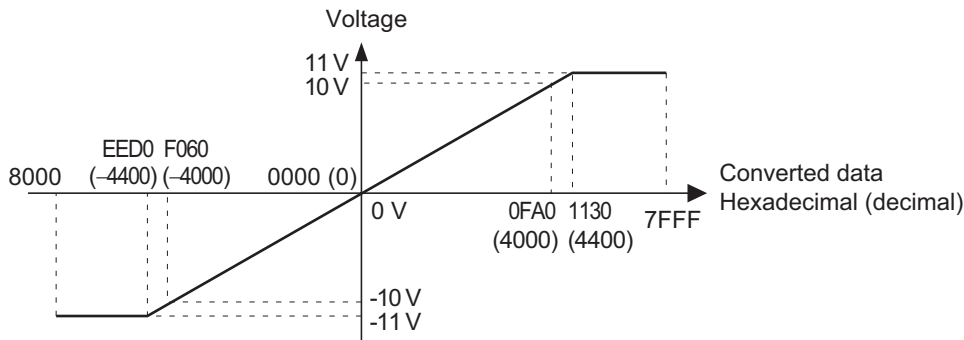 Voltage
11 V
10 V
EED0 F060
8000 (−4400) (−4000) 0000 (0)
Converted data
Hexadecimal (decimal)
0 V
0FA0 1130 7FFF
(4000) (4400)
-10 V
-11 V